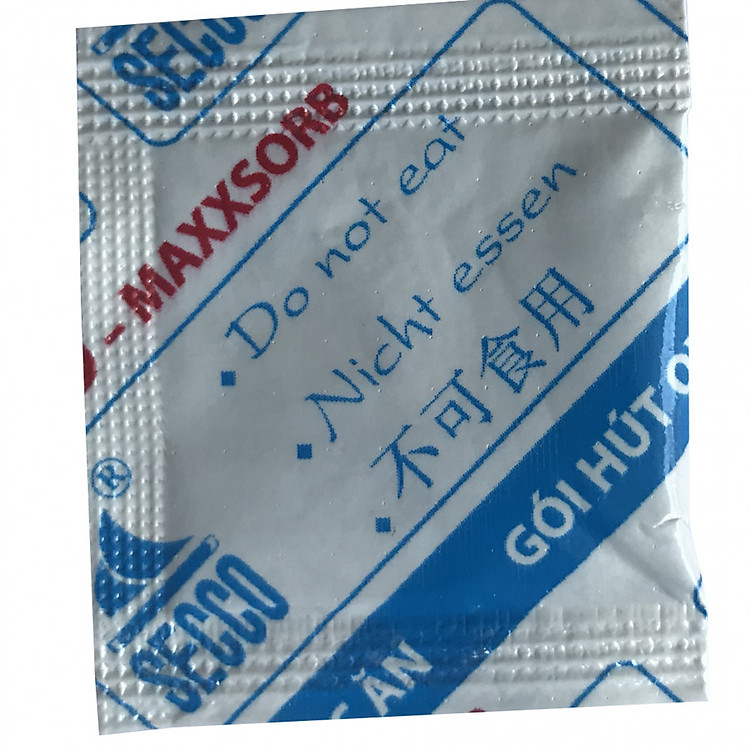 SECCO
- MAXXSORB
Do not eat
Nicht essen
不可食用
GÓI HÚT
®
SECCO
ĂN